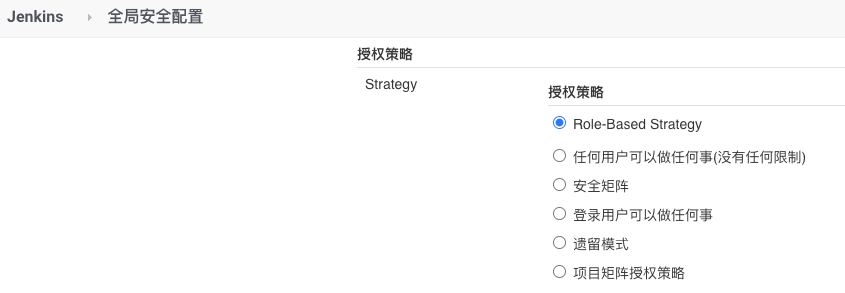 Jenkins 全局安全配置
授权策略
Strategy
授权策略
Role-Based Strategy
任何用户可以做任何事(没有任何限制)
安全矩阵
登录用户可以做任何事
遗留模式
项目矩阵授权策略